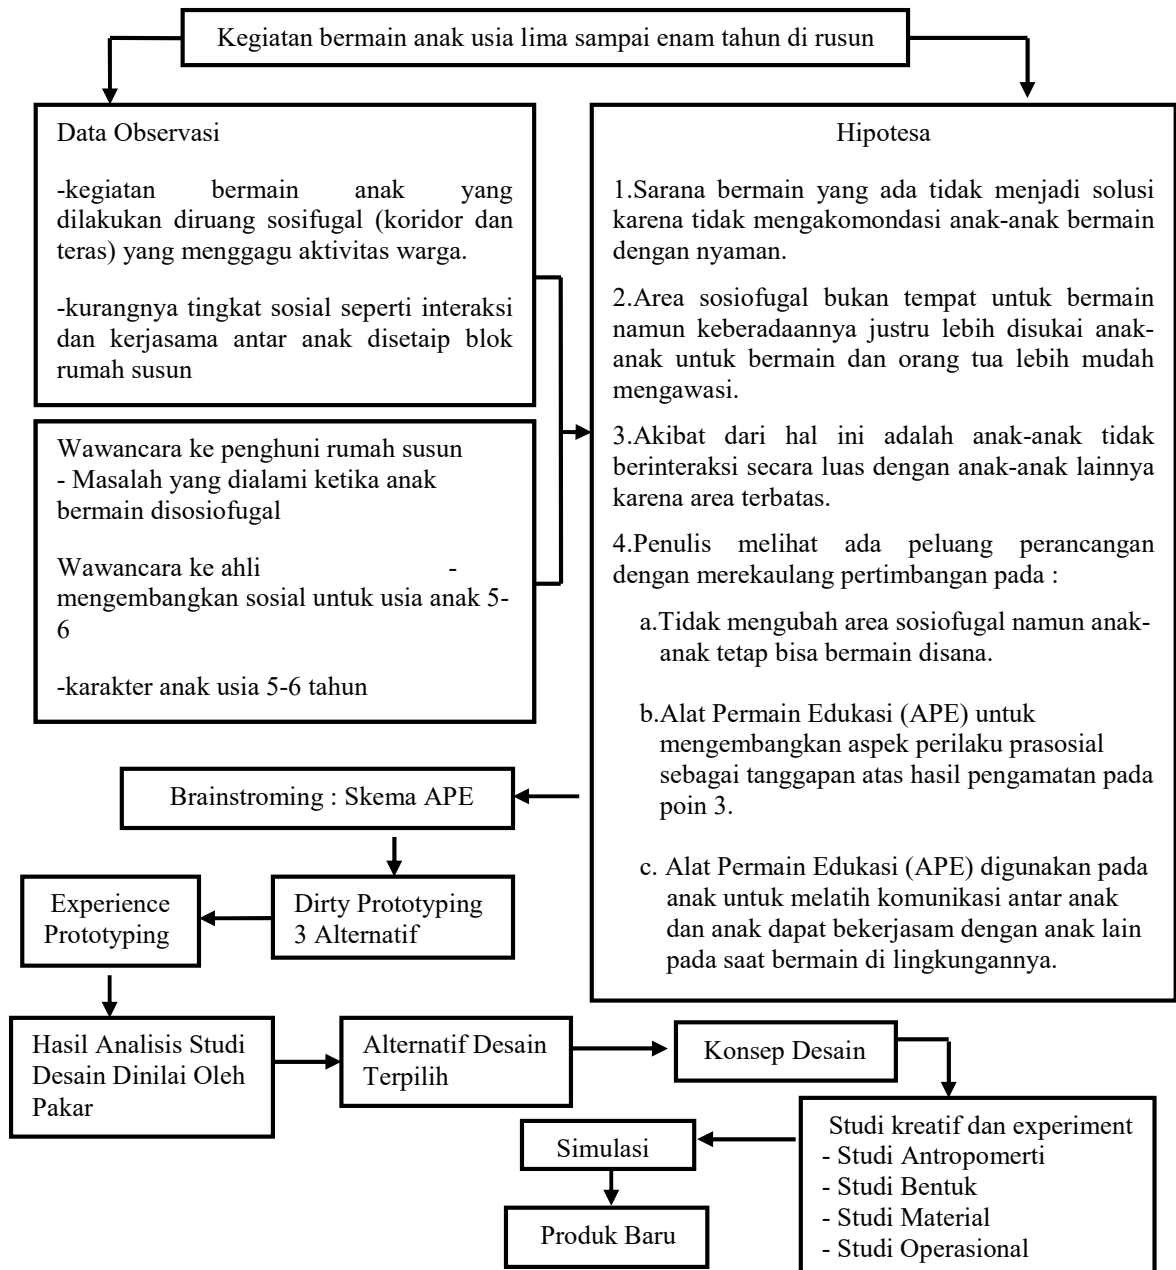 Kegiatan bermain anak usia lima sampai enam tahun di rusun
Data Observasi
-kegiatan bermain anak yang
dilakukan diruang sosifugal (koridor dan
teras) yang menggagu aktivitas warga.
-kurangnya tingkat sosial seperti interaksi
dan kerjasama antar anak disetaip blok
rumah susun
Wawancara ke penghuni rumah susun
- Masalah yang dialami ketika anak
bermain disosiofugal
Wawancara ke ahli -
mengembangkan sosial untuk usia anak 5-
6
-karakter anak usia 5-6 tahun
Hipotesa
1.Sarana bermain yang ada tidak menjadi solusi
karena tidak mengakomondasi anak-anak bermain
dengan nyaman.
2.Area sosiofugal bukan tempat untuk bermain
namun keberadaannya justru lebih disukai anak-
anak untuk bermain dan orang tua lebih mudah
mengawasi.
3.Akibat dari hal ini adalah anak-anak tidak
berinteraksi secara luas dengan anak-anak lainnya
karena area terbatas.
4.Penulis melihat ada peluang perancangan
dengan merekaulang pertimbangan pada :
a.Tidak mengubah area sosiofugal namun anak-
anak tetap bisa bermain disana.
b.Alat Permain Edukasi (APE) untuk
mengembangkan aspek perilaku prasosial
sebagai tanggapan atas hasil pengamatan pada
poin 3.
c. Alat Permain Edukasi (APE) digunakan pada
anak untuk melatih komunikasi antar anak
dan anak dapat bekerjasam dengan anak lain
pada saat bermain di lingkungannya.
Brainstroming : Skema APE
Dirty Prototyping
3 Alternatif
Experience
Prototyping
Hasil Analisis Studi
Desain Dinilai Oleh
Pakar
Alternatif Desain
Terpilih
Konsep Desain
Studi kreatif dan experiment
- Studi Antropomerti
- Studi Bentuk
- Studi Material
- Studi Operasional
Simulasi
Produk Baru